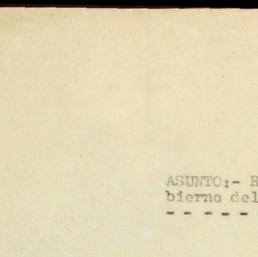 ASUNTO:- R
bierno del
- - - - -